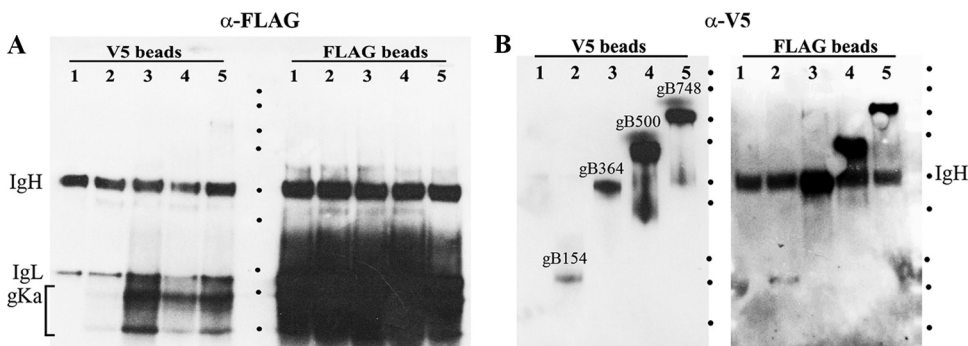 α-FLAG
A
V5 beads
FLAG beads
1 2 3 4 5
1 2 3 4 5
IgH
IgL
gKa
α-V5
B
V5 beads
FLAG beads
1 2 3 4 5
1 2 3 4 5
gB748
gB500
gB364
gB154
IgH